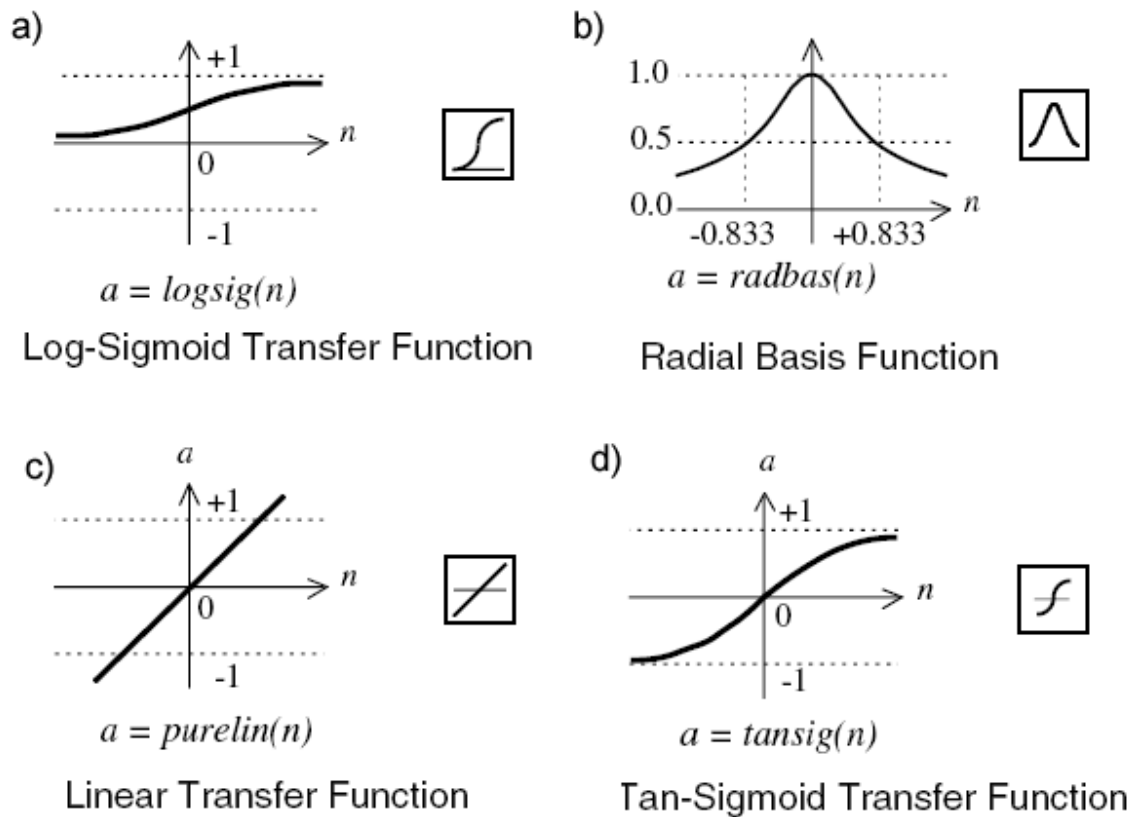 a)
+1
n
0
-1
a = logsig(n)
Log-Sigmoid Transfer Function
b)
1.0
0.5
0.0
n
-0.833 +0.833
a = radbas(n)
Radial Basis Function
c)
a
+1
n
0
-1
a = purelin(n)
Linear Transfer Function
d)
a
+1
n
0
-1
a = tansig(n)
Tan-Sigmoid Transfer Function